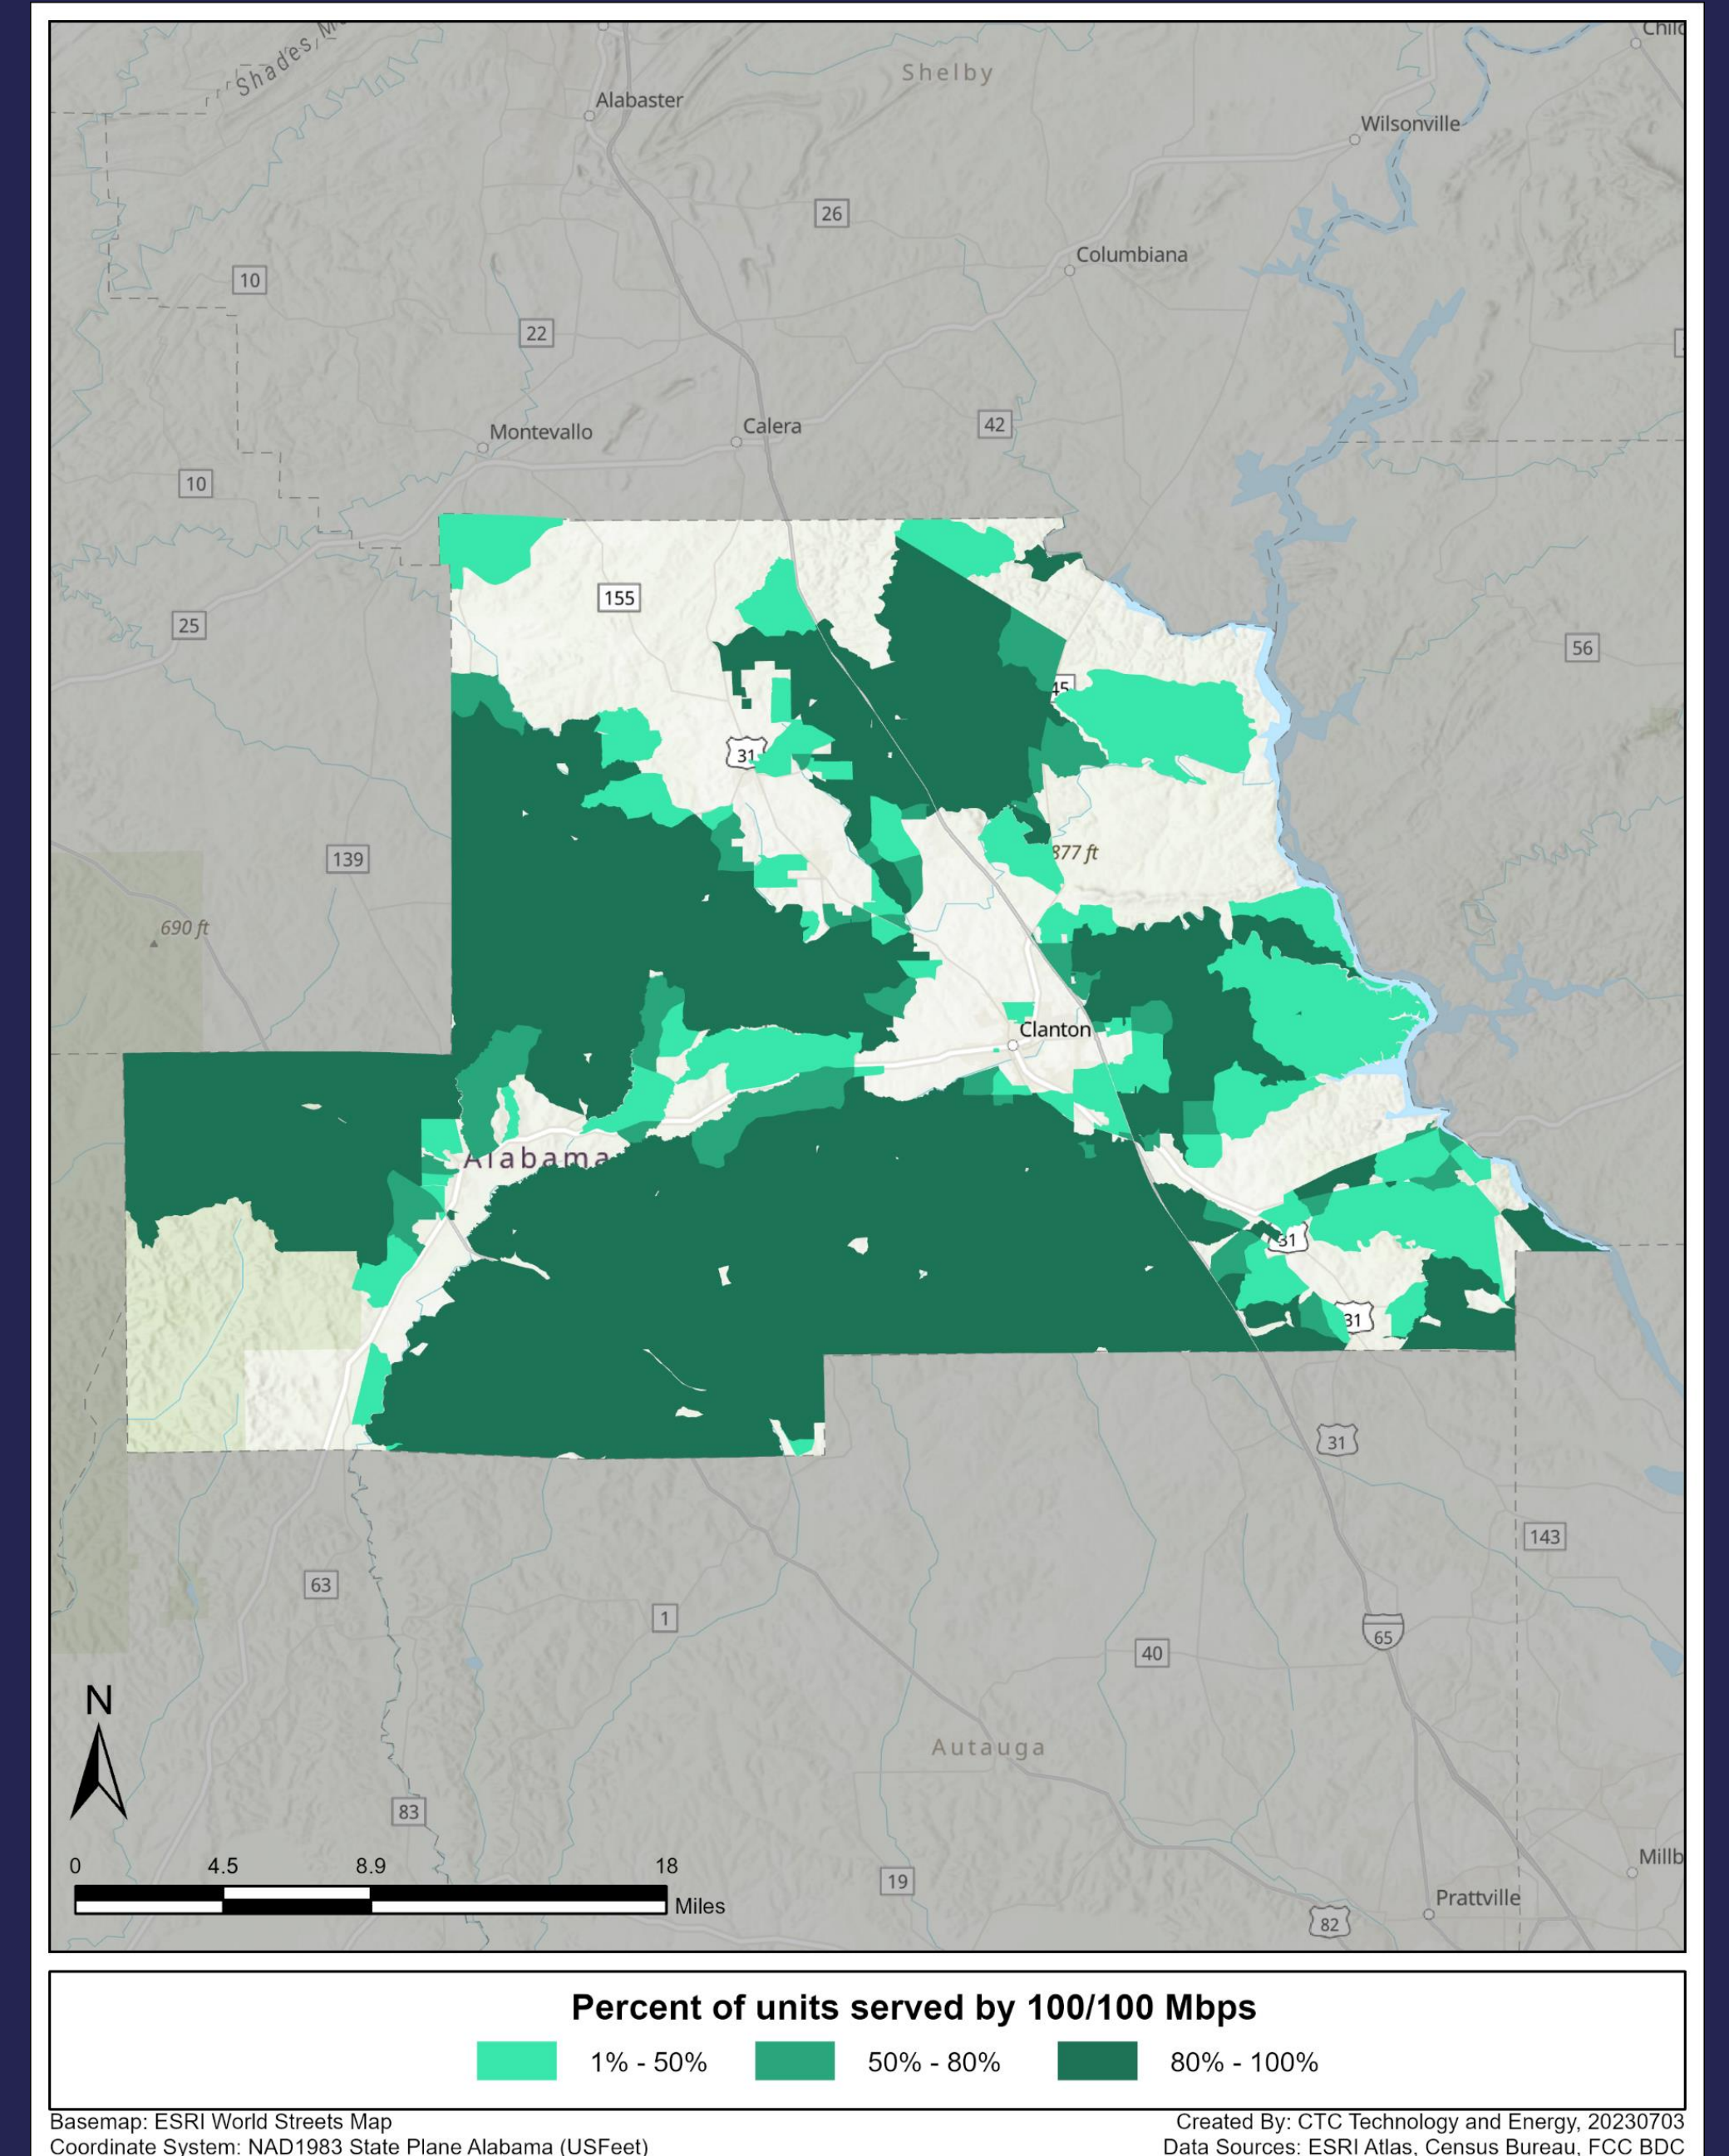 Shades, M
Shelby
Chilc
Alabaster
Wilsonville
26
Columbiana
10
22
Montevallo
Calera
42
10
155
25
56
45
31
139
877 ft
690 ft
Clanton
Alabama
31
31
31
143
63
1
65
40
N
Autauga
83
0 4.5 8.9 18
Miles
19
Millb
Prattville
82
Percent of units served by 100/100 Mbps
1% - 50% 50% - 80% 80% - 100%
Basemap: ESRI World Streets Map
Created By: CTC Technology and Energy, 20230703
Coordinate System: NAD1983 State Plane Alabama (USFeet)
Data Sources: ESRI Atlas, Census Bureau, FCC BDC